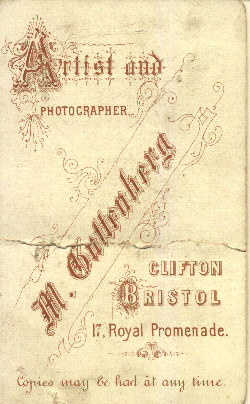 Artist and
PHOTOGRAPHER
M. Guttenberg
CLIFTON
BRISTOL
17, Royal Promenade.
Copies may be had at any time.